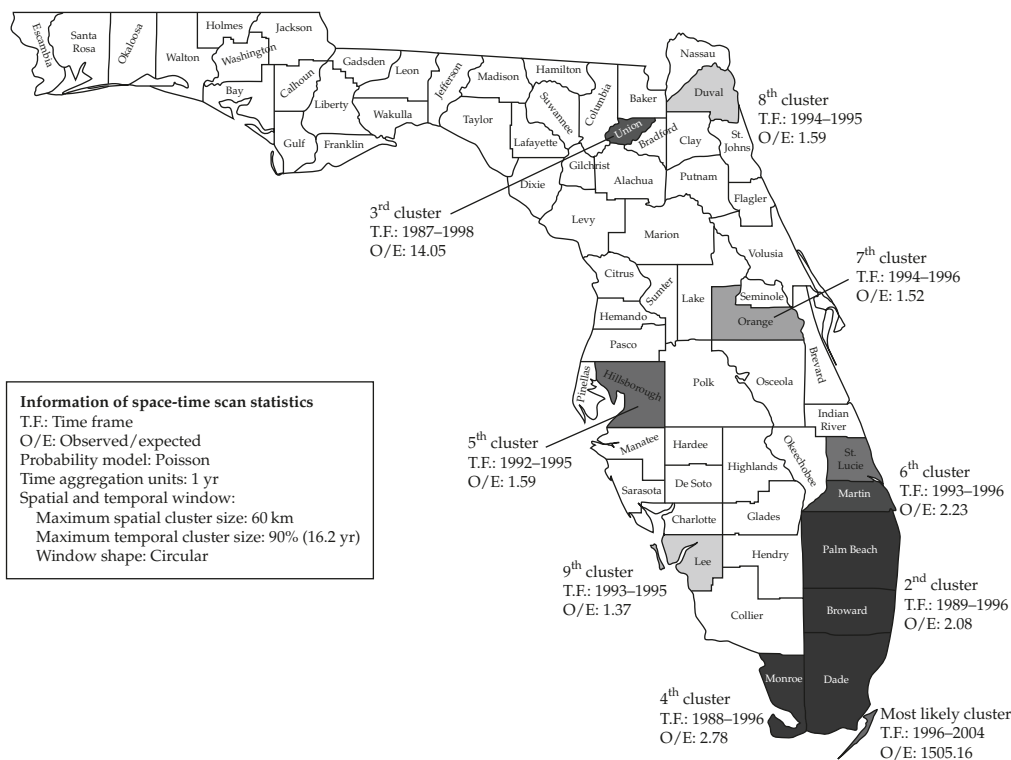 Escambia
Santa
Rosa
Okaloosa
Walton
Holmes
Washington
Jackson
Bay
Calhoun
Gulf
Liberty
Gadsden
Franklin
Leon
Wakulla
Jefferson
Madison
Taylor
Hamilton
Suwannee
Lafayette
Columbia
Dixie
Gilchrist
Baker
Union
Bradford
Nassau
Duval
Clay
St.
Johns
Alachua
Putnam
Flagler
Levy
Marion
Volusia
Citrus
Sumter
Lake
Seminole
Orange
Hemando
Pasco
Pinellas
Hillsborough
Polk
Osceola
Brevard
Indian
River
Manatee
Hardee
Highlands
Okeechobee
St.
Lucie
Sarasota
De Soto
Martin
Charlotte
Glades
Lee
Hendry
Palm Beach
Collier
Broward
Monroe
Dade
8th cluster
T.F.: 1994–1995
O/E: 1.59
3rd cluster
T.F.: 1987–1998
O/E: 14.05
7th cluster
T.F.: 1994–1996
O/E: 1.52
5th cluster
T.F.: 1992–1995
O/E: 1.59
6th cluster
T.F.: 1993–1996
O/E: 2.23
9th cluster
T.F.: 1993–1995
O/E: 1.37
2nd cluster
T.F.: 1989–1996
O/E: 2.08
4th cluster
T.F.: 1988–1996
O/E: 2.78
Most likely cluster
T.F.: 1996–2004
O/E: 1505.16
Information of space-time scan statistics
T.F.: Time frame
O/E: Observed/expected
Probability model: Poisson
Time aggregation units: 1 yr
Spatial and temporal window:
Maximum spatial cluster size: 60 km
Maximum temporal cluster size: 90% (16.2 yr)
Window shape: Circular